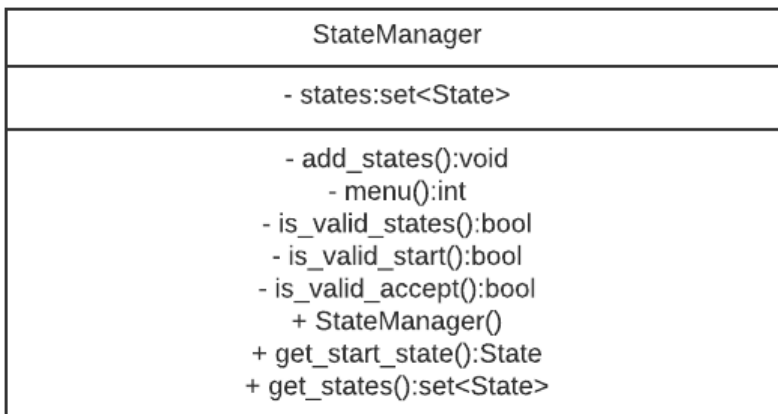 StateManager
- states:set<State>
- add_states():void
- menu():int
- is_valid_states():bool
- is_valid_start():bool
- is_valid_accept():bool
+ StateManager()
+ get_start_state():State
+ get_states():set<State>